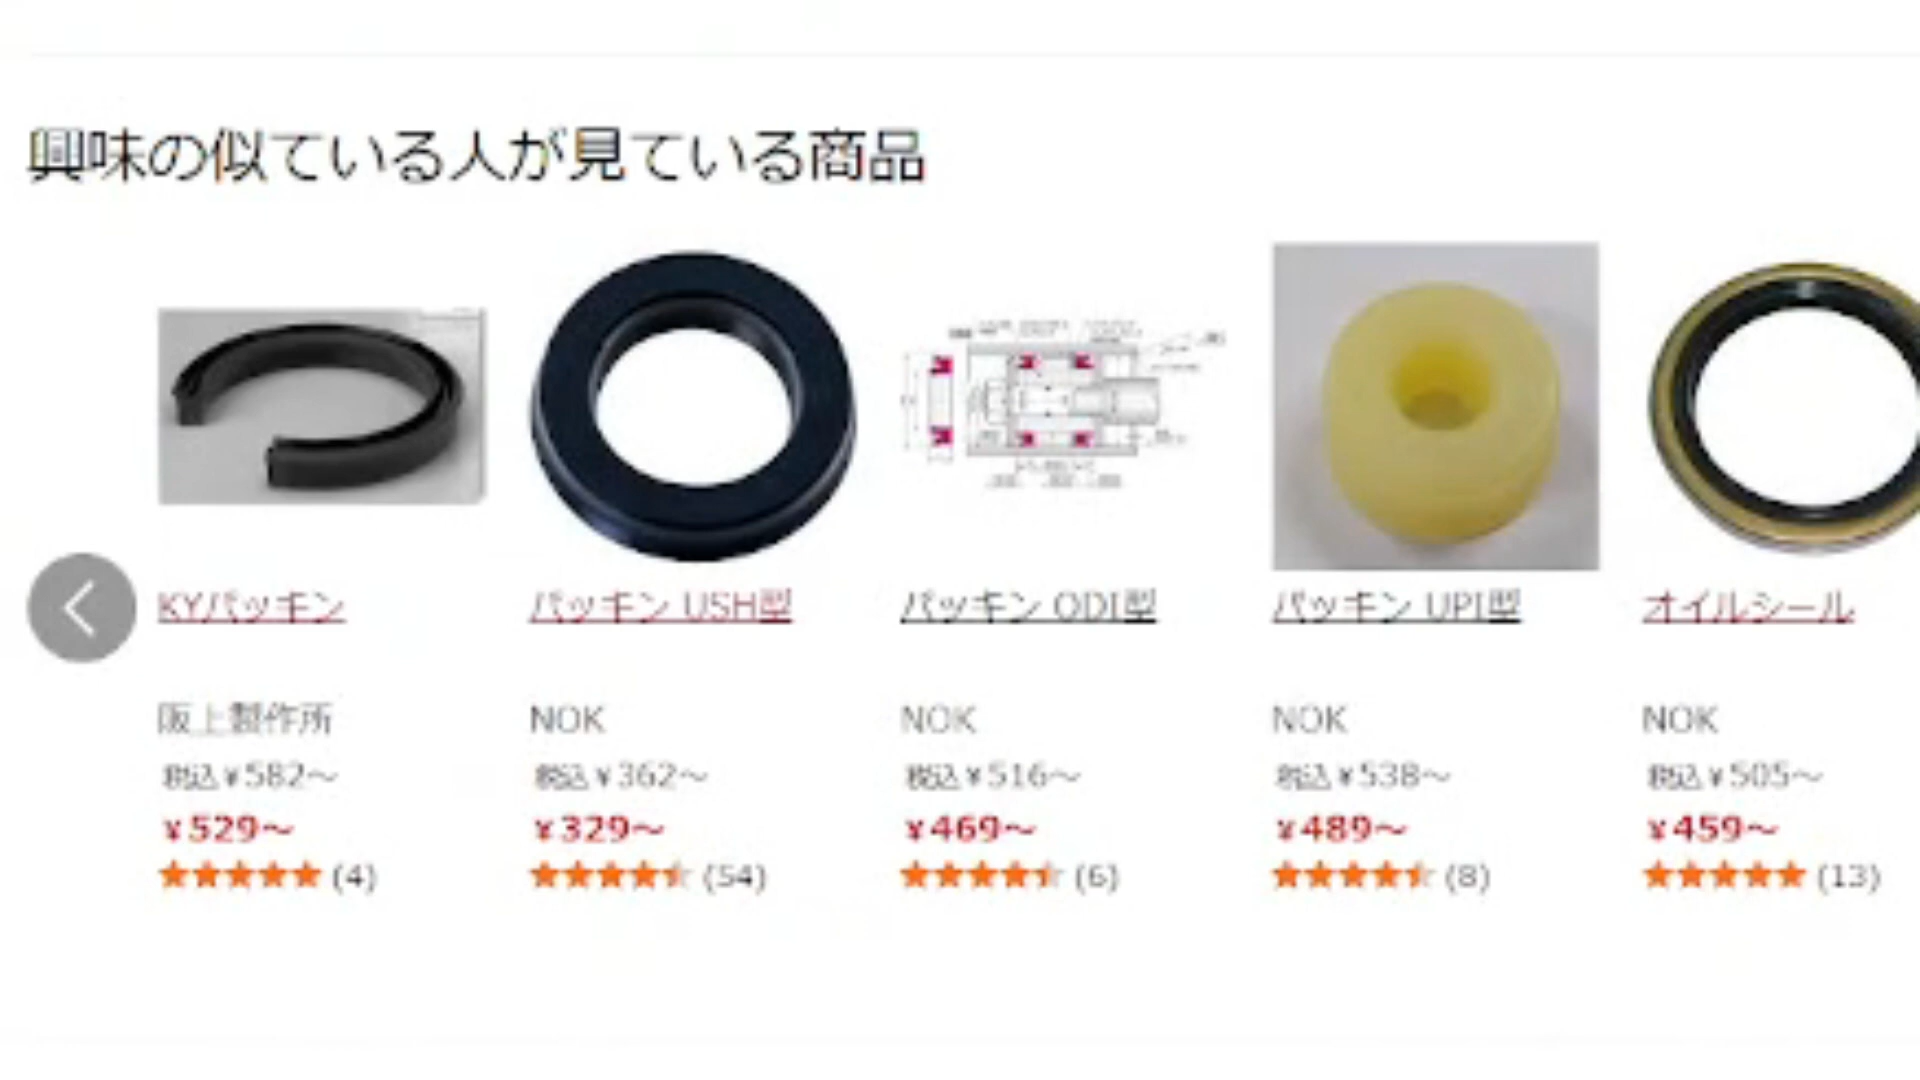 興味の似ている人が見ている商品
KYパッキン
パッキン USH型
パッキン ODI型
パッキン UPI型
オイルシール
阪上製作所
NOK
NOK
NOK
NOK
税込¥582～
税込¥362～
税込¥516～
税込¥538～
税込¥505～
¥529～
¥329～
¥469～
¥489～
¥459～
(4)
(54)
(6)
(8)
(13)